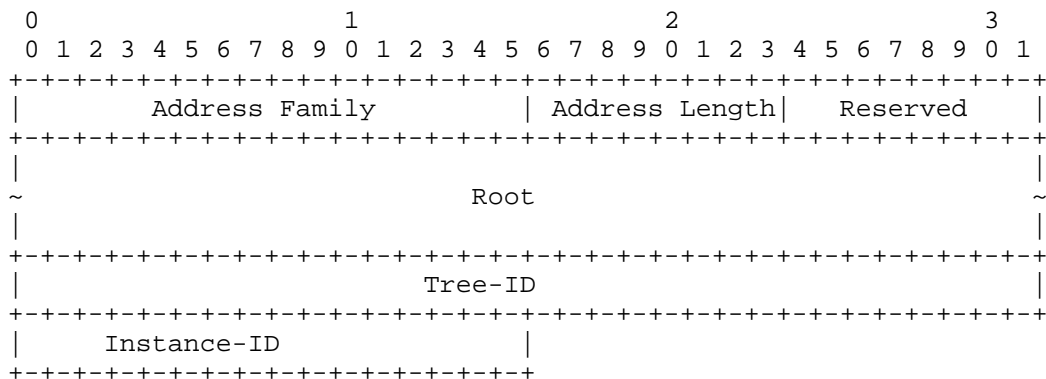 0                   1                   2                   3
 0 1 2 3 4 5 6 7 8 9 0 1 2 3 4 5 6 7 8 9 0 1 2 3 4 5 6 7 8 9 0 1
+-+-+-+-+-+-+-+-+-+-+-+-+-+-+-+-+-+-+-+-+-+-+-+-+-+-+-+-+-+-+-+-+
|        Address Family         | Address Length|   Reserved    |
+-+-+-+-+-+-+-+-+-+-+-+-+-+-+-+-+-+-+-+-+-+-+-+-+-+-+-+-+-+-+-+-+
|                                                               |
~                            Root                               ~
|                                                               |
+-+-+-+-+-+-+-+-+-+-+-+-+-+-+-+-+-+-+-+-+-+-+-+-+-+-+-+-+-+-+-+-+
|                         Tree-ID                               |
+-+-+-+-+-+-+-+-+-+-+-+-+-+-+-+-+-+-+-+-+-+-+-+-+-+-+-+-+-+-+-+-+
|     Instance-ID               |
+-+-+-+-+-+-+-+-+-+-+-+-+-+-+-+-+